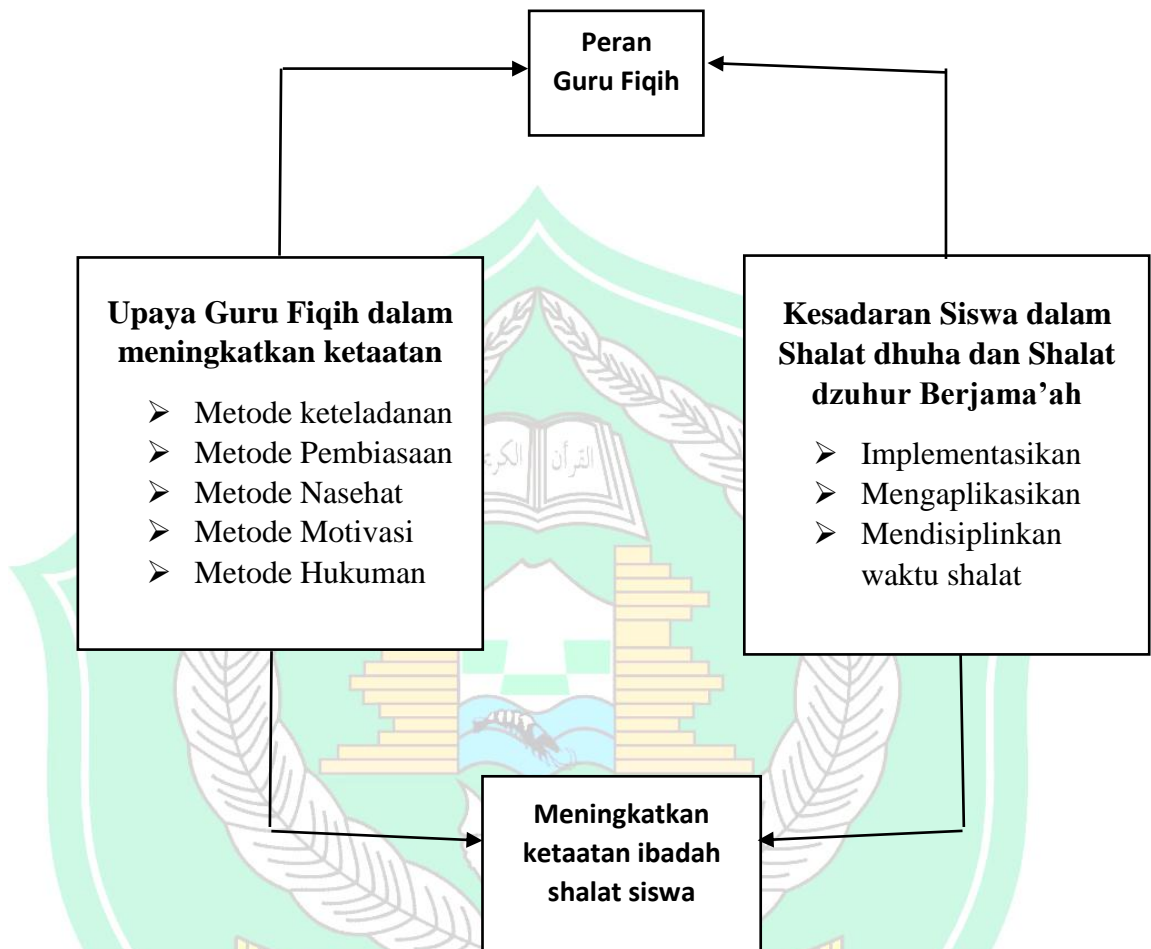 Peran
Guru Fiqih
Upaya Guru Fiqih dalam
meningkatkan ketaatan
➢ Metode keteladanan
➢ Metode Pembiasaan
➢ Metode Nasehat
➢ Metode Motivasi
➢ Metode Hukuman
Kesadaran Siswa dalam
Shalat dhuha dan Shalat
dzuhur Berjama’ah
➢ Implementasikan
➢ Mengaplikasikan
➢ Mendisiplinkan
waktu shalat
القرآن الكريم
Meningkatkan
ketaatan ibadah
shalat siswa